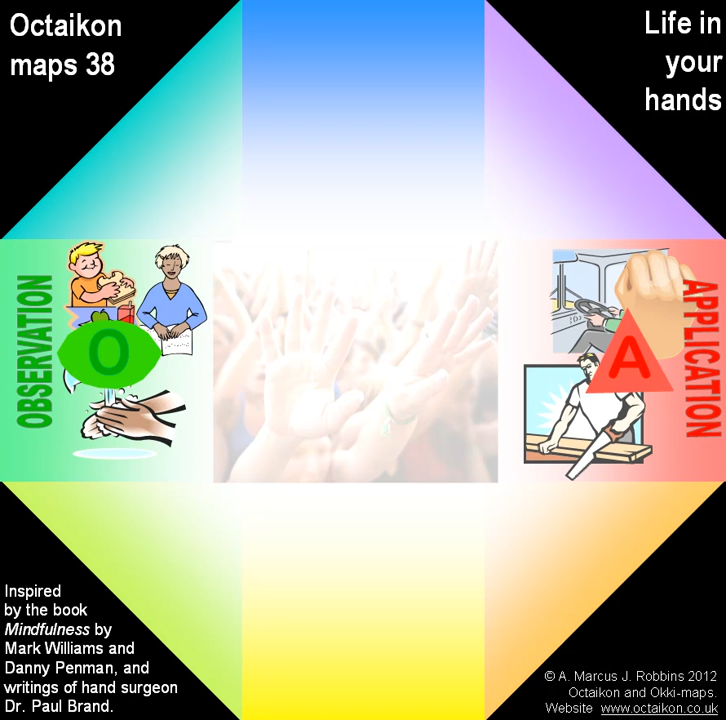 Octaikon
maps 38
Life in
your
hands
OBSERVATION
O
APPLICATION
A
Inspired
by the book
Mindfulness by
Mark Williams and
Danny Penman, and
writings of hand surgeon
Dr. Paul Brand.
© A. Marcus J. Robbins 2012
Octaikon and Okki-maps.
Website www.octaikon.co.uk